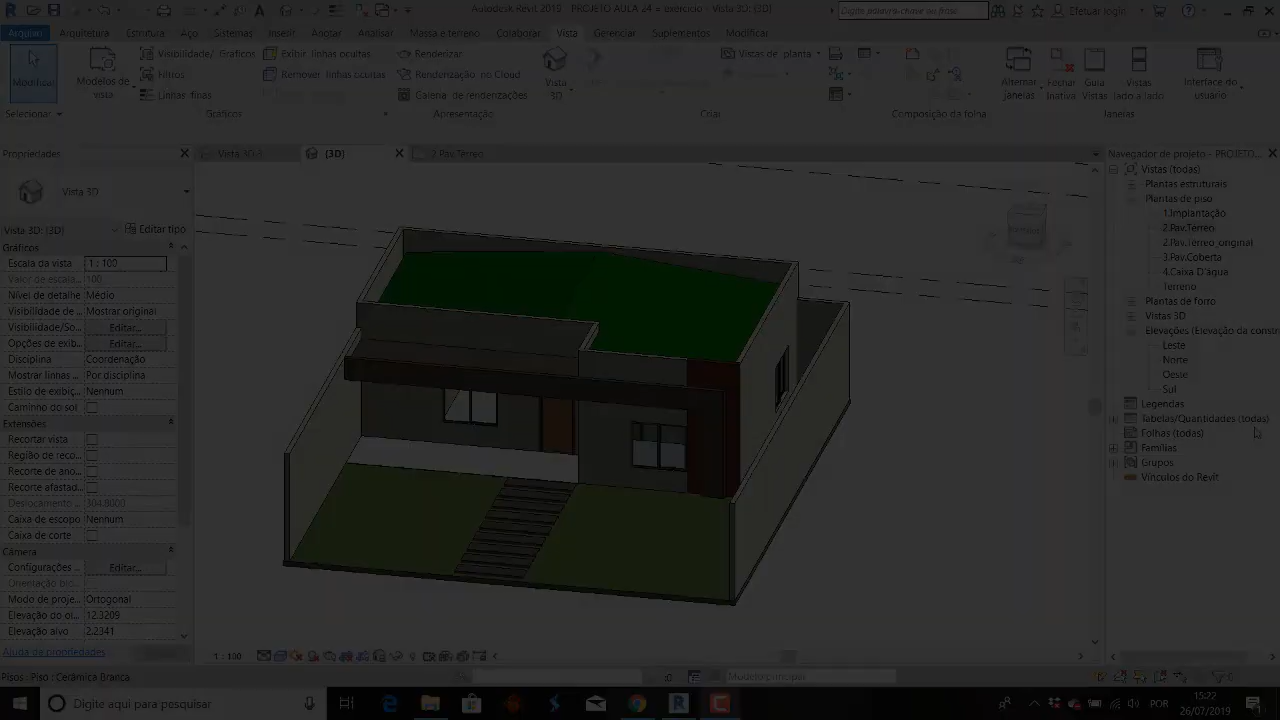 Autodesk Revit 2019 - PROJETO AULA 24 = exercicio - Vista 3D: {3D}
Digite palavra-chave ou frase
Efetuar login
Arquivo Arquitetura Estrutura Aço Sistemas Inserir Anotar Analisar Massa e terreno Colaborar Vista Gerenciar Suplementos Modificar
Modificar
Selecionar
Modelos de vista
Visibilidade/ Gráficos
Filtros
Linhas finas
Exibir linhas ocultas
Remover linhas ocultas
Gráficos
Renderizar
Renderização no Cloud
Galeria de renderizações
Apresentação
Vista 3D
Vistas de planta
Criar
Composição da folha
Alternar janelas
Fechar Inativa
Guia Vistas
Vistas lado a lado
Janelas
Interface do usuário
Propriedades
{3D}
2.Pav.Terreo
Vista 3D
Vista 3D: {3D}
Editar tipo
Gráficos
Escala da vista 1 : 100
Valor de escala... 100
Nível de detalhe Médio
Visibilidade de ... Mostrar original
Visibilidade/So... Editar...
Opções de exib... Editar...
Disciplina Coordenação
Mostrar linhas ... Por disciplina
Estilo de exibiç... Nenhum
Caminho do sol
Extensões
Recortar vista
Região de reco...
Recorte de ano...
Recorte afastad...
Deslocamento ... 304.8000
Caixa de escopo Nenhum
Caixa de corte
Câmera
Configurações ... Editar...
Modo de proje... Ortogonal
Elevação do ol... 12.3209
Elevação alvo 2.2341
Ajuda da propriedades
Navegador de projeto - PROJETO...
Vistas (todas)
Plantas estruturais
Plantas de piso
1.Implantação
2.Pav.Terreo
2.Pav.Terreo_original
3.Pav.Coberta
4.Caixa D'agua
Terreno
Plantas de forro
Vistas 3D
Elevações (Elevação da constr
Leste
Norte
Oeste
Sul
Legendas
Tabelas/Quantidades (todas)
Folhas (todas)
Famílias
Grupos
Vínculos do Revit
1 : 100
Pisos : Piso : Cerâmica Branca
:0
Modelo principal
:0
Digite aqui para pesquisar
POR
15:22
26/07/2019